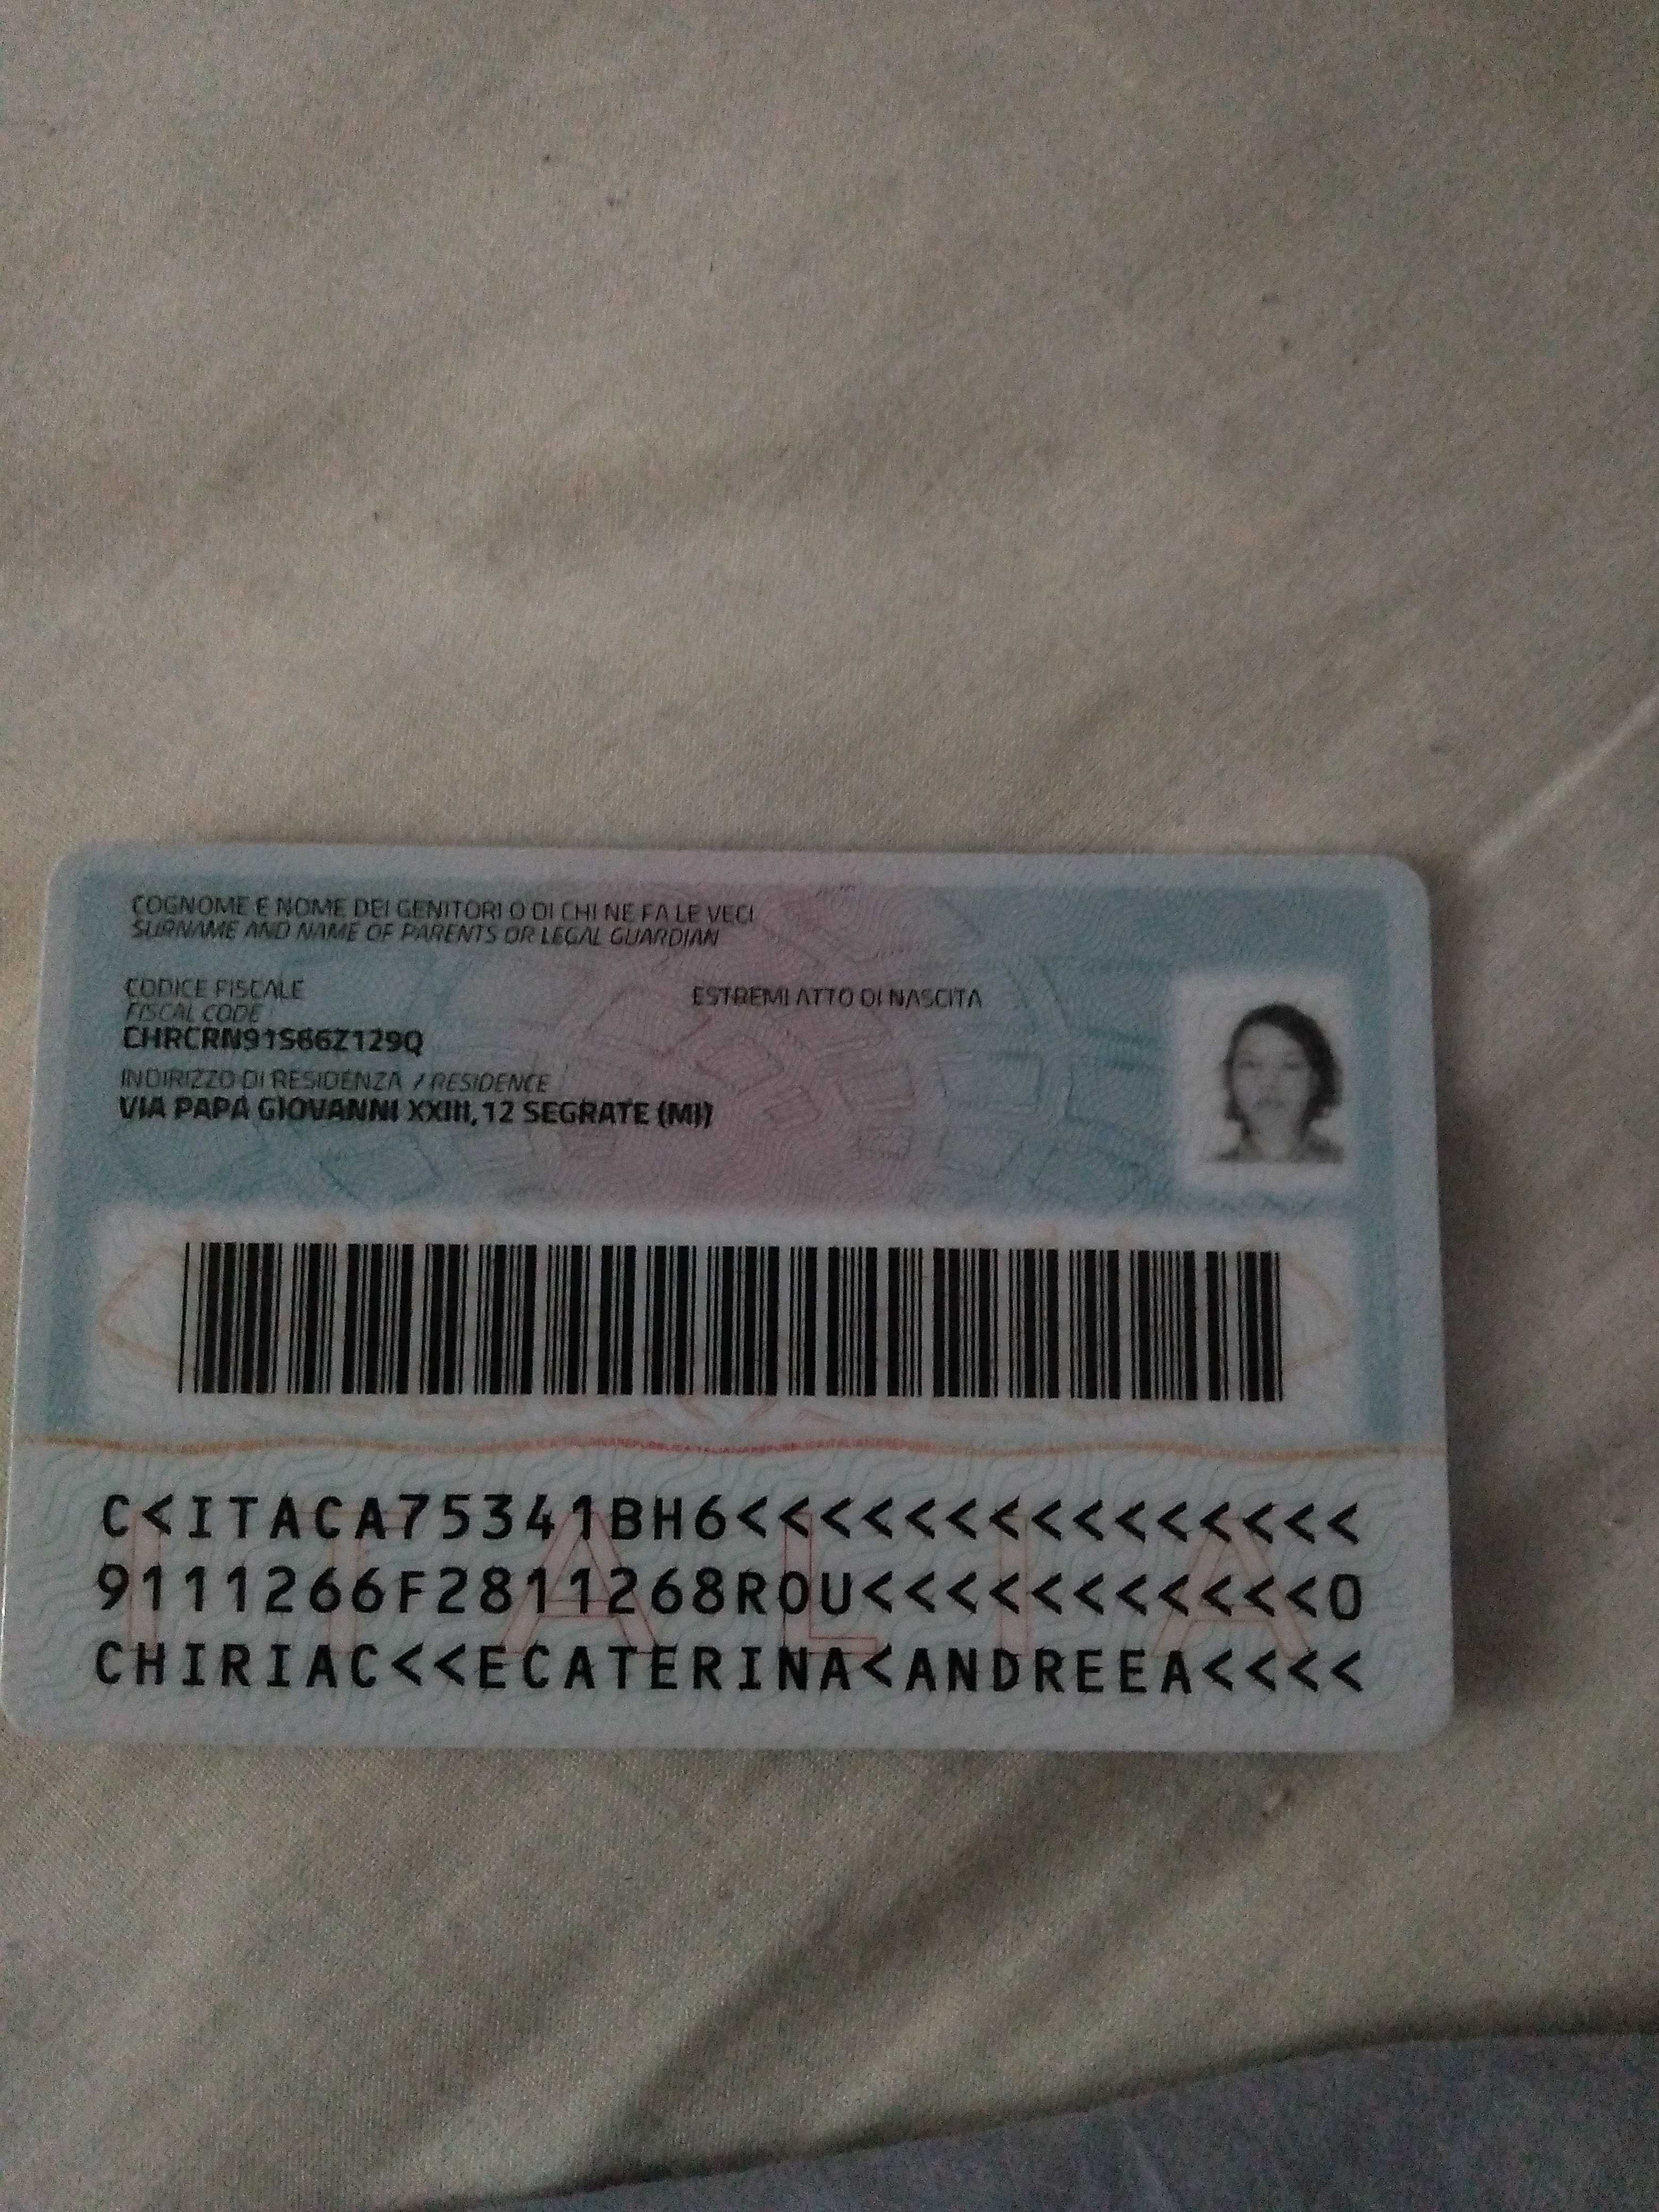 COGNOME E NOME DEI GENITORI O DI CHI NE FA LE VECI
SURNAME AND NAME OF PARENTS OR LEGAL GUARDIAN
CODICE FISCALE
FISCAL CODE
CHRCRN91S66Z129Q
ESTREMI ATTO DI NASCITA
INDIRIZZO DI RESIDENZA / RESIDENCE
VIA PAPA GIOVANNI XXIII, 12 SEGRATE (MI)
C<ITACA75341BH6<<<<<<<<<<<<<<<
9111266F2811268ROU<<<<<<<<<<<0
CHIRIAC<<ECATERINA<ANDREEA<<<<
ITALIA